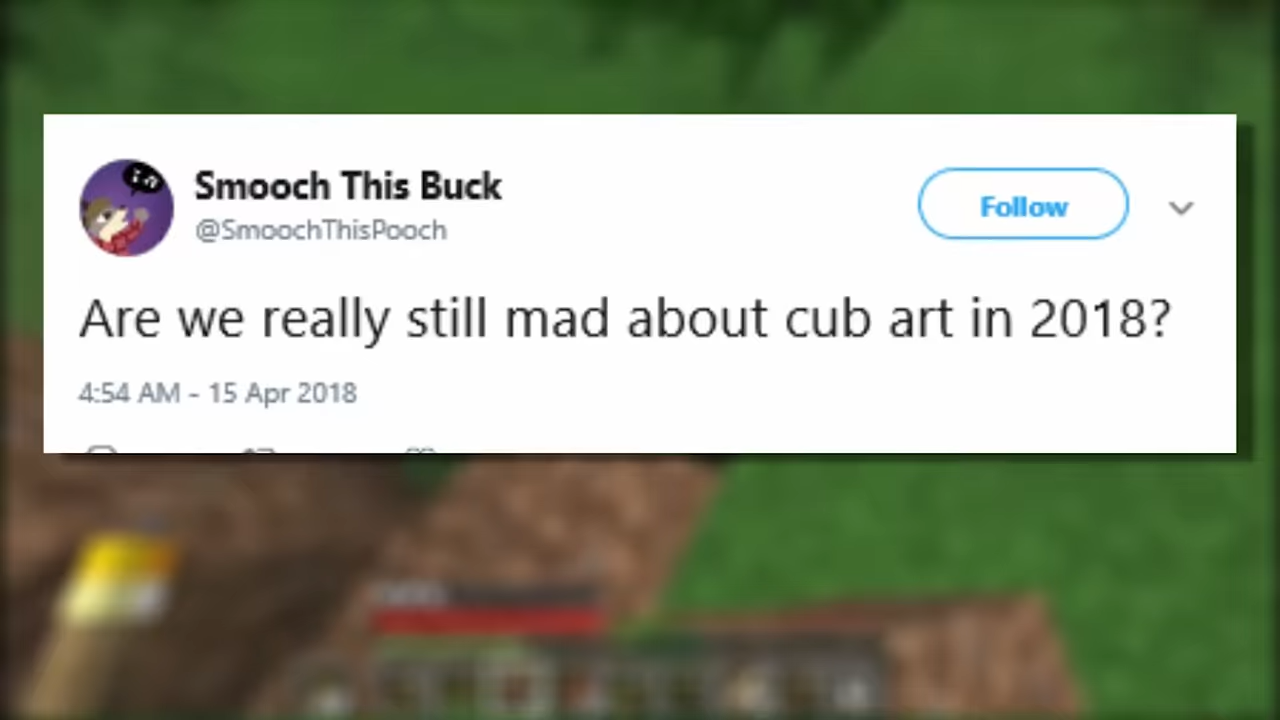 Smooch This Buck
@SmoochThisPooch
Follow
Are we really still mad about cub art in 2018?
4:54 AM - 15 Apr 2018